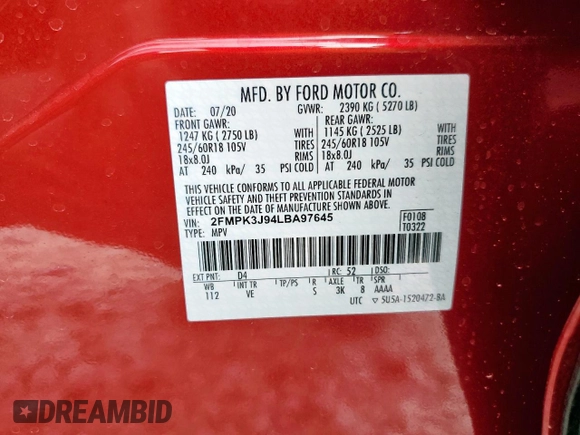 MFD. BY FORD MOTOR CO.
DATE: 07/20 GVWR: 2390 KG ( 5270 LB)
FRONT GAWR: REAR GAWR:
1247 KG ( 2750 LB) WITH 1145 KG ( 2525 LB) WITH
245/60R18 105V TIRES 245/60R18 105V TIRES
18x8.0J RIMS 18x8.0J RIMS
AT 240 kPa/ 35 PSI COLD AT 240 kPa/ 35 PSI COLD
THIS VEHICLE CONFORMS TO ALL APPLICABLE FEDERAL MOTOR
VEHICLE SAFETY AND THEFT PREVENTION STANDARDS IN
EFFECT ON THE DATE OF MANUFACTURE SHOWN ABOVE.
VIN: 2FMPK3J94LBA97645 F0108
TYPE: MPV T0322
EXT PNT: D4 RC: 52 DSO:
WB INT TR TP/PS R AXLE TR SPR
112 VE S 3K 8 AAAA
UTC ▽ 5U5A-1520472-BA
DREAMBID